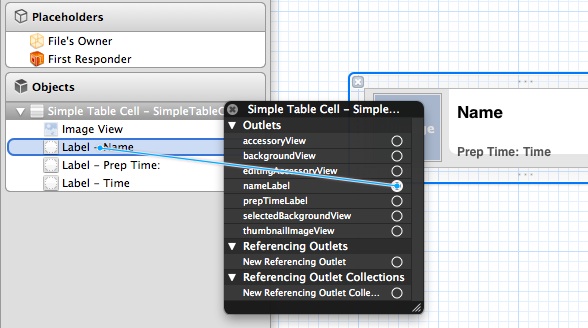 Placeholders
File's Owner
First Responder
Objects
Simple Table Cell – SimpleTableC
Image View
Label – Name
Label – Prep Time:
Label – Time
Simple Table Cell – Simple...
Outlets
accessoryView
backgroundView
editingAccessoryView
nameLabel
prepTimeLabel
selectedBackgroundView
thumbnailImageView
Referencing Outlets
New Referencing Outlet
Referencing Outlet Collections
New Referencing Outlet Colle...
Name
Prep Time: Time